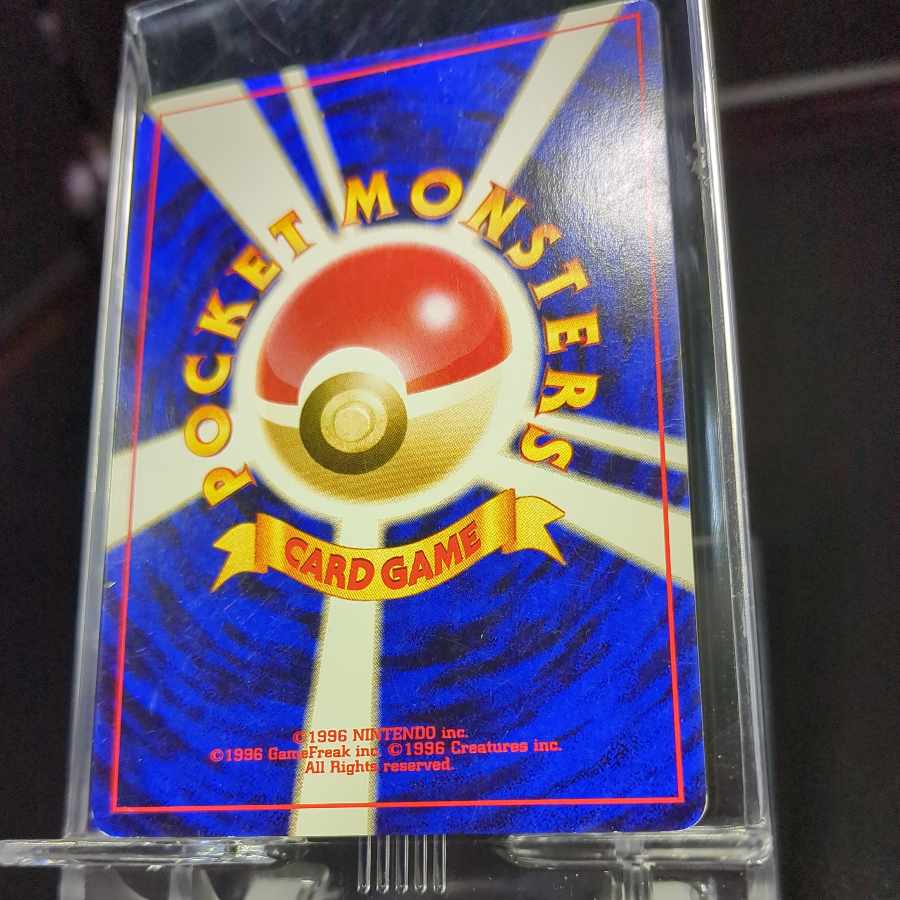 POCKET MONSTERS
CARD GAME
©1996 NINTENDO inc.
©1996 GameFreak inc. ©1996 Creatures inc.
All Rights reserved.